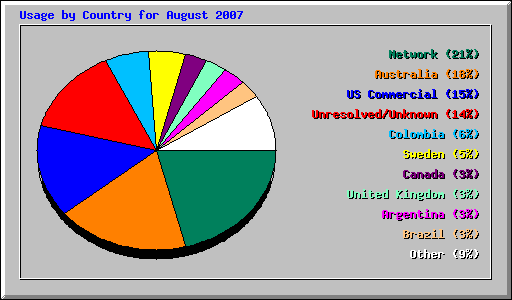 Usage by Country for August 2007
Network (21%)
Australia (18%)
US Commercial (15%)
Unresolved/Unknown (14%)
Colombia (6%)
Sweden (5%)
Canada (3%)
United Kingdom (3%)
Argentina (3%)
Brazil (3%)
Other (9%)